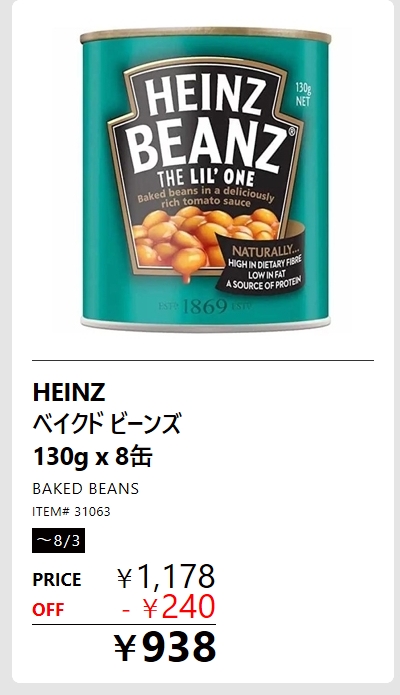 130g
NET
HEINZ
BEANZ®
THE LIL' ONE
Baked beans in a deliciously
rich tomato sauce
NATURALLY...
HIGH IN DIETARY FIBRE
LOW IN FAT
A SOURCE OF PROTEIN
ESTD 1869 ESTD
HEINZ
ベイクド ビーンズ
130g x 8缶
BAKED BEANS
ITEM# 31063
～8/3
PRICE ￥1,178
OFF - ￥240
￥938